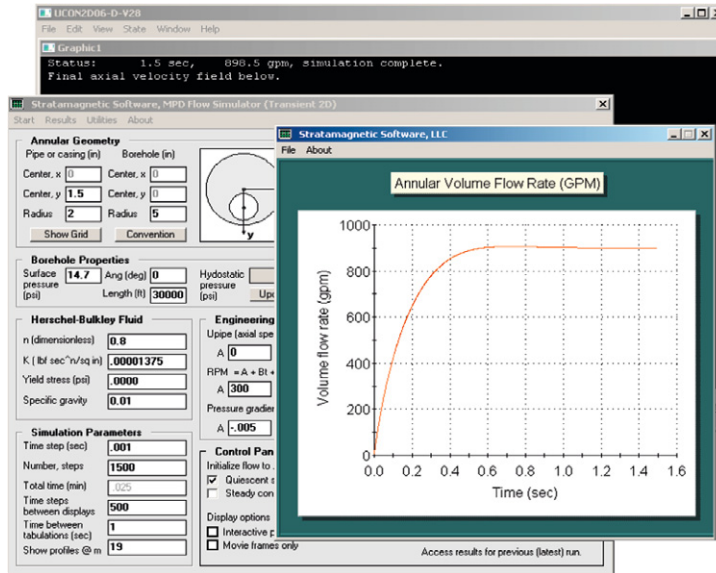 UCON2D06-D-V28
File Edit View State Window Help
Graphic1
Status: 1.5 sec, 898.5 gpm, simulation complete.
Final axial velocity field below.
Stratamagnetic Software, MPD Flow Simulator (Transient 2D)
Start Results Utilities About
Annular Geometry
Pipe or casing (in) Borehole (in)
Center, x 0 Center, x 0
Center, y 1.5 Center, y 0
Radius 2 Radius 5
Show Grid Convention
y
Borehole Properties
Surface pressure (psi) 14.7 Ang (deg) 0
Length (ft) 30000
Hydostatic pressure (psi)
Herschel-Bulkley Fluid
n (dimensionless) 0.8
K ( lbf sec^n/sq in) .00001375
Yield stress (psi) .0000
Specific gravity 0.01
Engineering
Upipe (axial spe
A 0
RPM = A + Bt +
A 300
Pressure gradien
A -.005
Simulation Parameters
Time step (sec) .001
Number, steps 1500
Total time (min) .025
Time steps between displays 500
Time between tabulations (sec) 1
Show profiles @ m 19
Control Pan
Initialize flow to .
Quiescent s
Steady con
Display options
Interactive p
Movie frames only
Access results for previous (latest) run.
Stratamagnetic Software, LLC
File About
Annular Volume Flow Rate (GPM)
Volume flow rate (gpm)
1000
800
600
400
200
0
0.0 0.2 0.4 0.6 0.8 1.0 1.2 1.4 1.6
Time (sec)